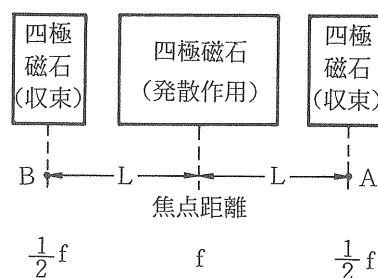 四極
磁石
(収束)
四極磁石
(発散作用)
四極
磁石
(収束)
B L L A
焦点距離
1/2 f f 1/2 f